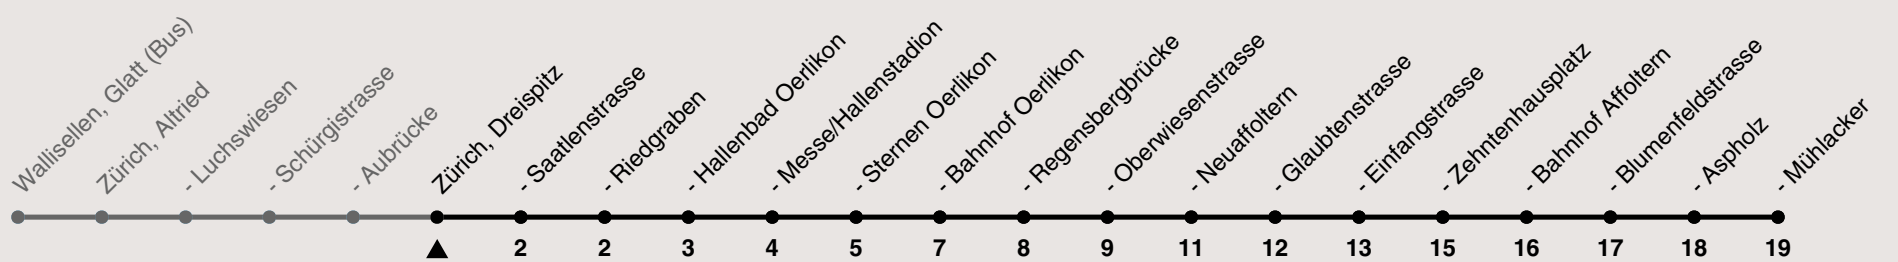 Wallisellen, Glatt (Bus)
Zürich, Altried
- Luchswiesen
- Schürgistrasse
- Aubrücke
Zürich, Dreispitz
- Saatlenstrasse
- Riedgraben
- Hallenbad Oerlikon
- Messe/Hallenstadion
- Sternen Oerlikon
- Bahnhof Oerlikon
- Regensbergbrücke
- Oberwiesenstrasse
- Neuaffoltern
- Glaubtenstrasse
- Einfangstrasse
- Zehntenhausplatz
- Bahnhof Affoltern
- Blumenfeldstrasse
- Aspholz
- Mühlacker
2 2 3 4 5 7 8 9 11 12 13 15 16 17 18 19